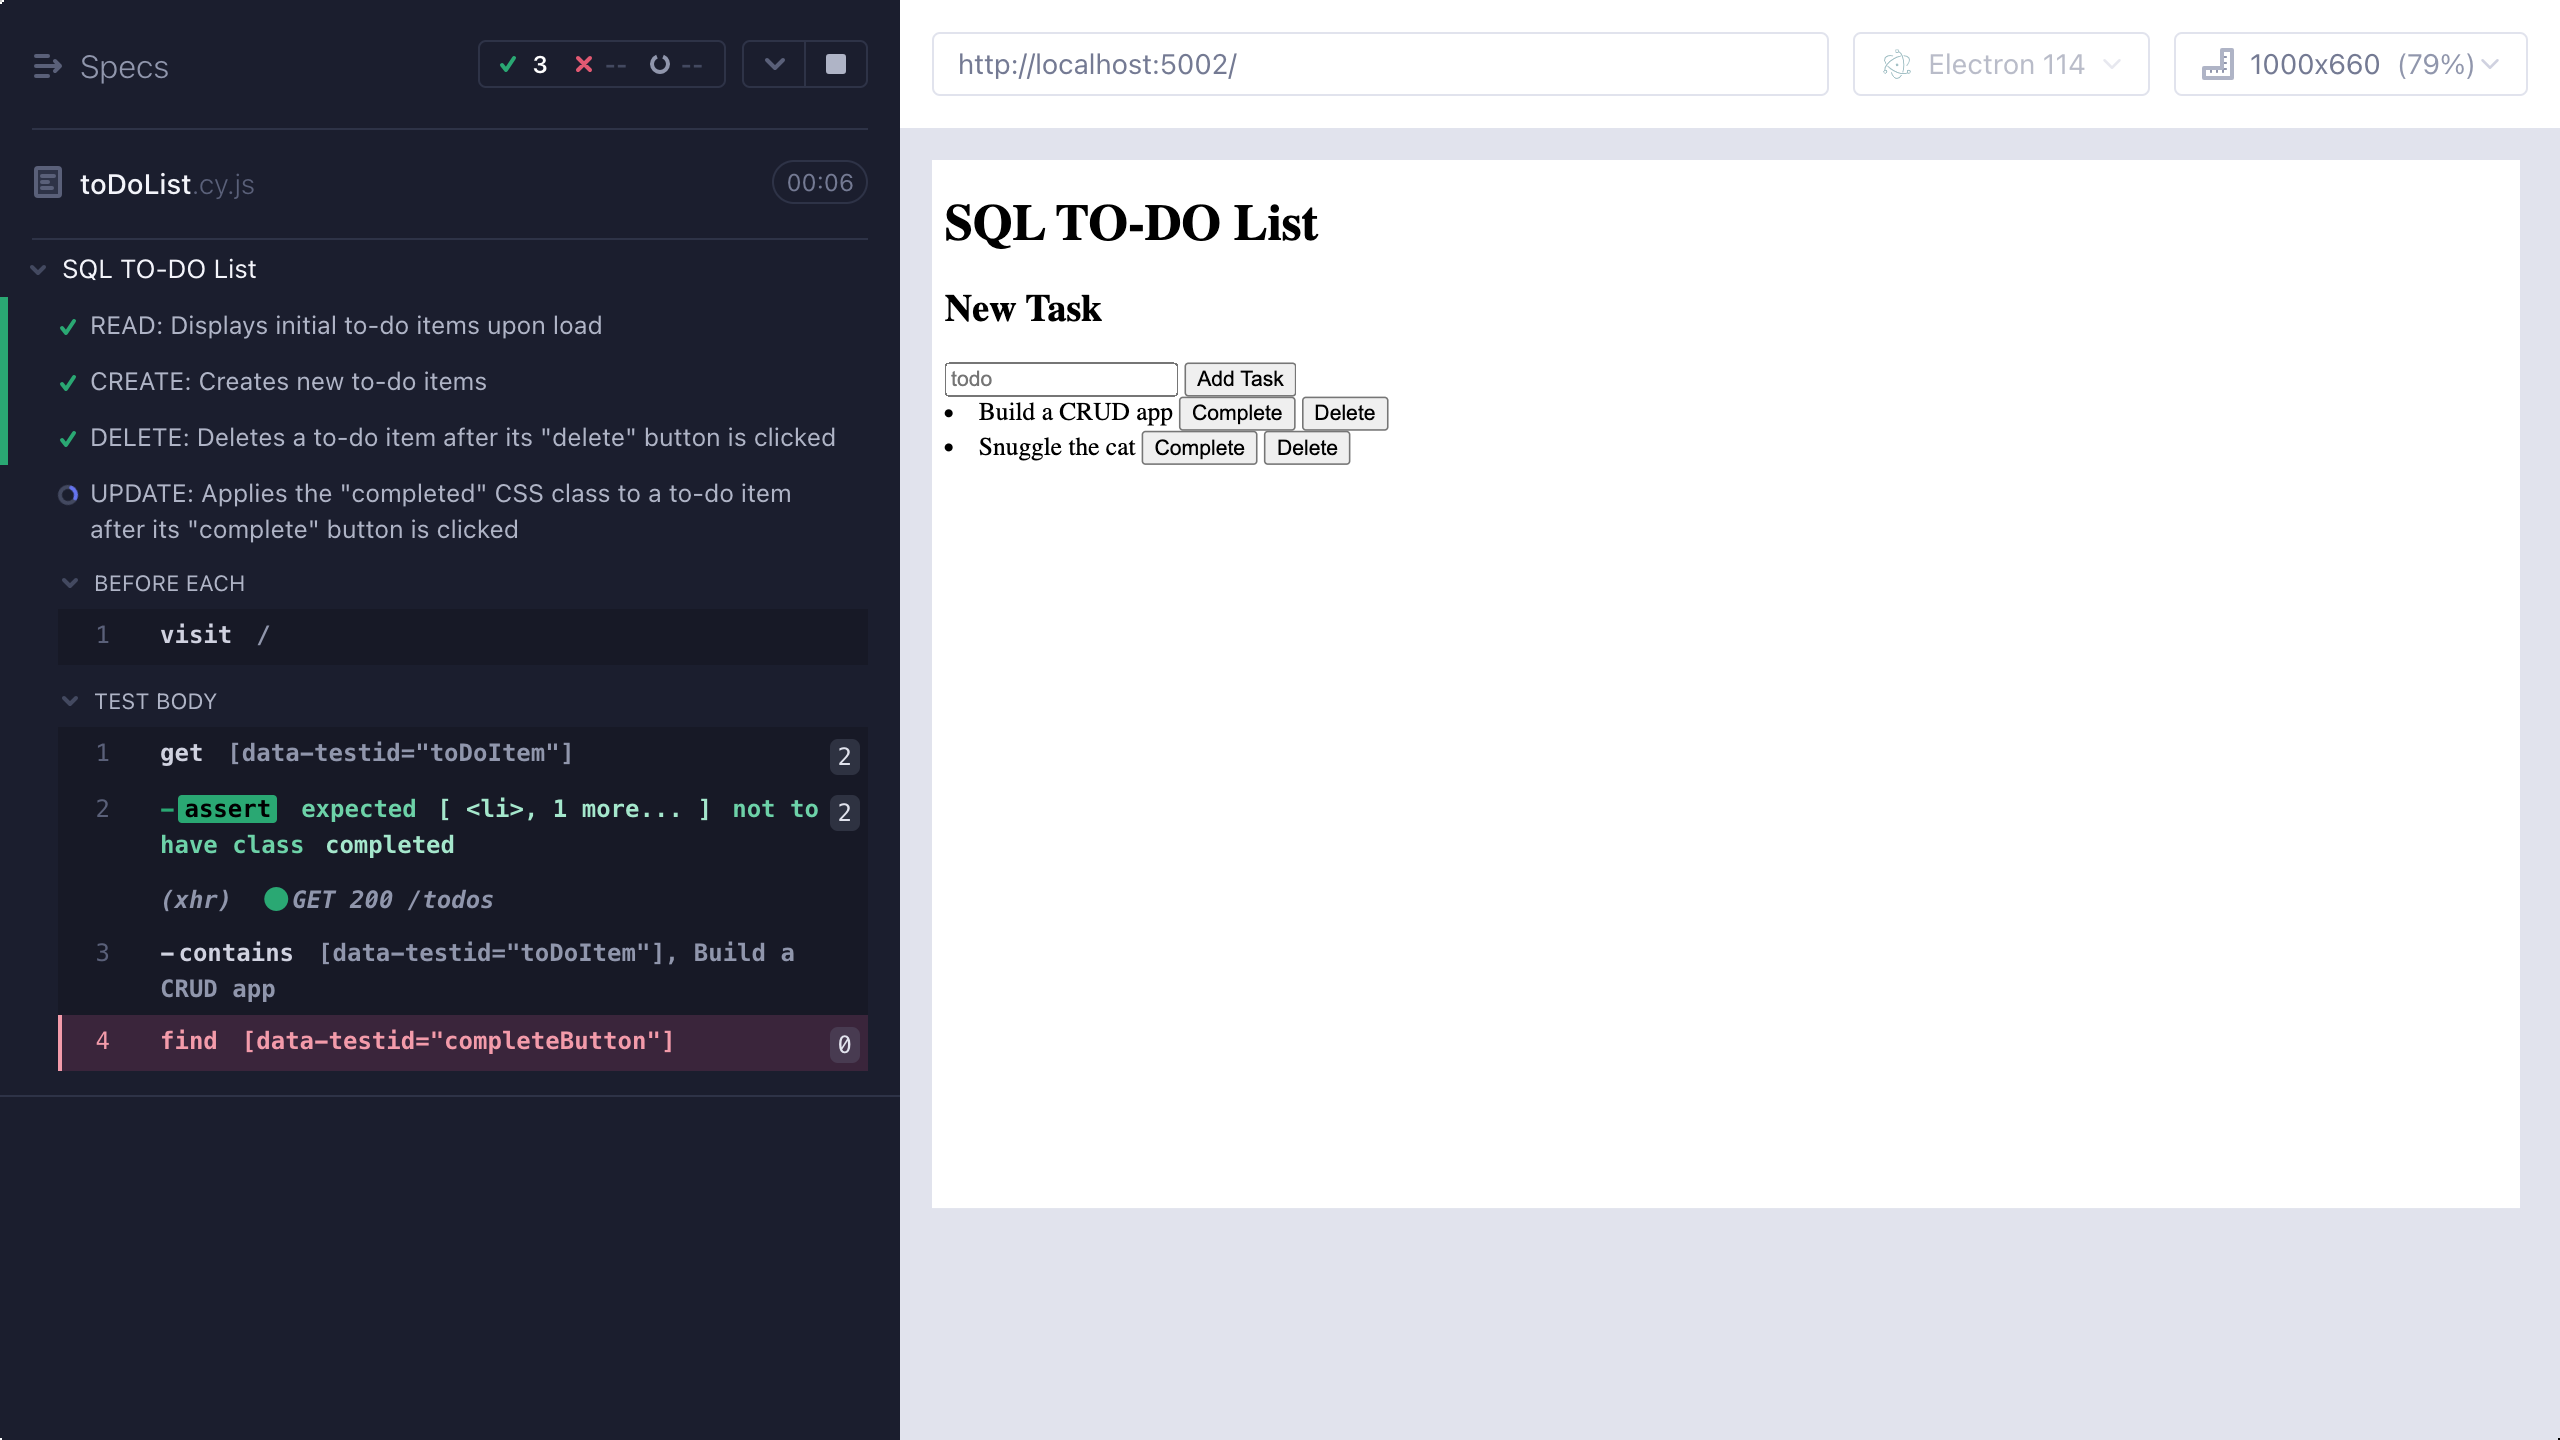 Specs
3 -- --
toDoList.cy.js
00:06
SQL TO-DO List
READ: Displays initial to-do items upon load
CREATE: Creates new to-do items
DELETE: Deletes a to-do item after its "delete" button is clicked
UPDATE: Applies the "completed" CSS class to a to-do item
after its "complete" button is clicked
BEFORE EACH
1 visit /
TEST BODY
1 get [data-testid="toDoItem"] 2
2 -assert expected [ <li>, 1 more... ] not to 2
have class completed
(xhr) GET 200 /todos
3 -contains [data-testid="toDoItem"], Build a
CRUD app
4 find [data-testid="completeButton"] 0
http://localhost:5002/
Electron 114
1000x660 (79%)
SQL TO-DO List
New Task
todo Add Task
• Build a CRUD app Complete Delete
• Snuggle the cat Complete Delete